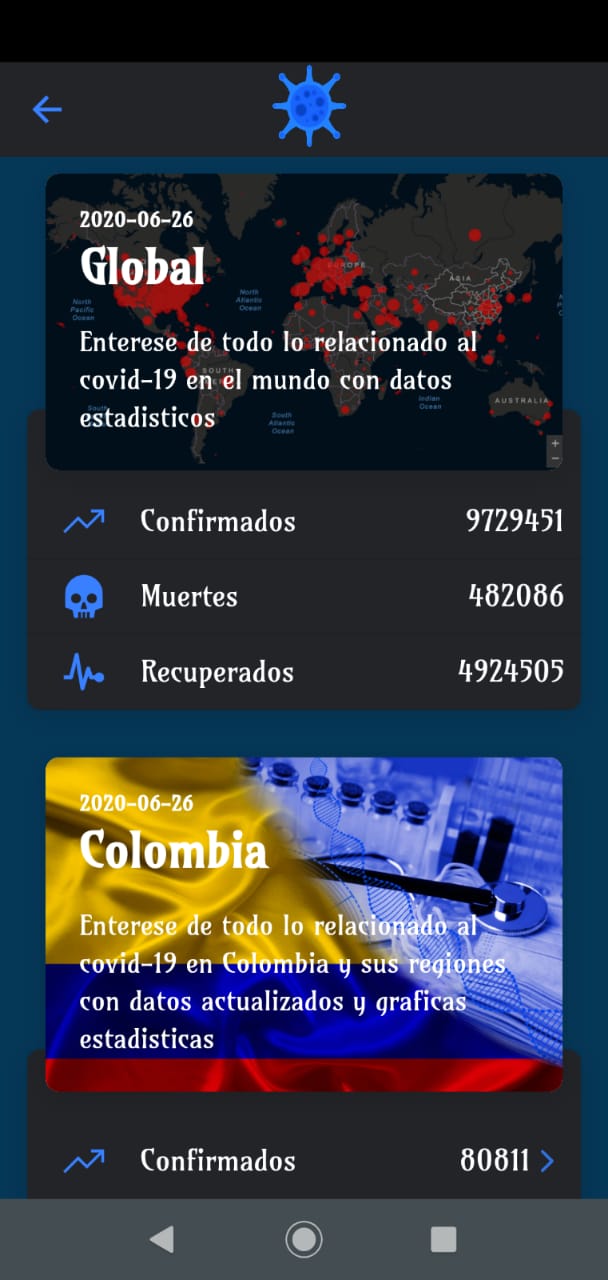 2020-06-26
Global
Enterese de todo lo relacionado al
covid-19 en el mundo con datos
estadisticos
North
Pacific
Ocean
North
Atlantic
Ocean
EUROPE
ASIA
SOUTH
South
Atlantic
Ocean
Indian
Ocean
AUSTRALIA
+
−
Confirmados 9729451
Muertes 482086
Recuperados 4924505
2020-06-26
Colombia
Enterese de todo lo relacionado al
covid-19 en Colombia y sus regiones
con datos actualizados y graficas
estadisticas
Confirmados 80811